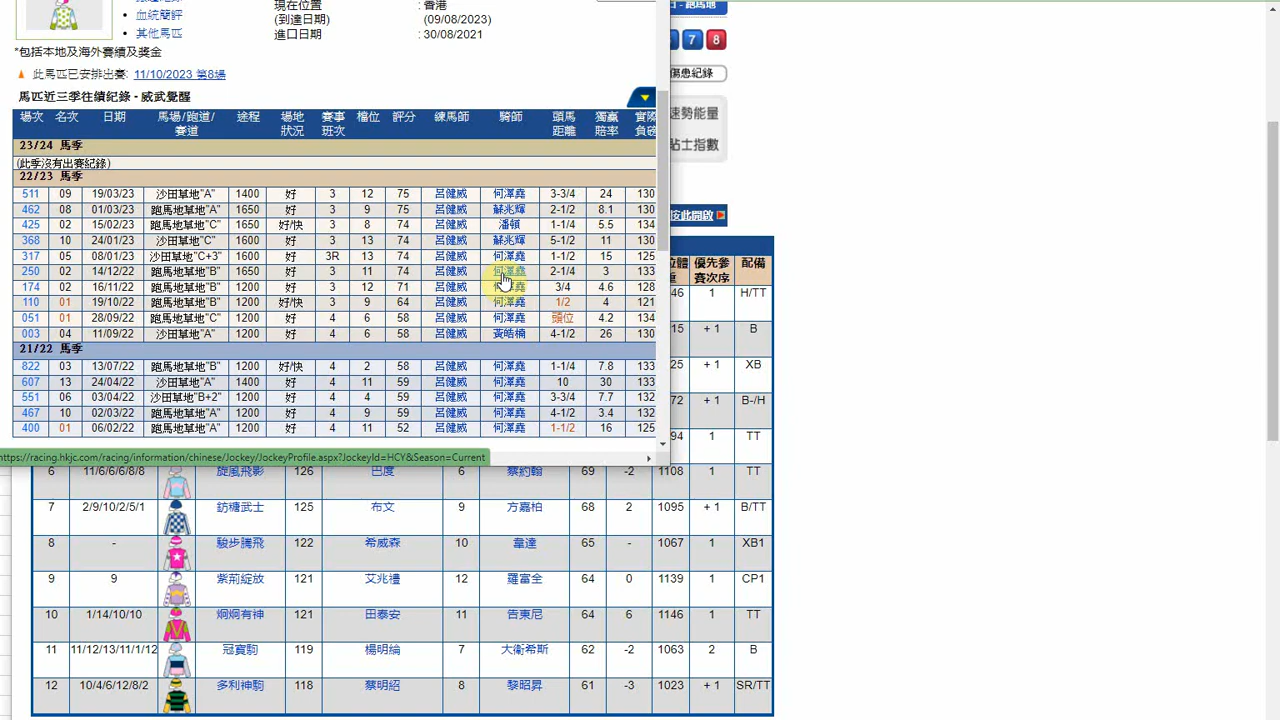 血統簡評
其他馬匹
現在位置 : 香港
(到達日期) (09/08/2023)
進口日期 : 30/08/2021
*包括本地及海外賽績及獎金
此馬匹已安排出賽: 11/10/2023 第8場
馬匹近三季往績紀錄 - 威武覺醒
場次 名次 日期 馬場/跑道/賽道 途程 場地狀況 賽事班次 檔位 評分 練馬師 騎師 頭馬距離 獨贏賠率 實際負磅
23/24 馬季
(此季沒有出賽記錄)
22/23 馬季
511 09 19/03/23 沙田草地"A" 1400 好 3 12 75 呂健威 何澤堯 3-3/4 24 130
462 08 01/03/23 跑馬地草地"A" 1650 好 3 9 75 呂健威 蘇兆輝 2-1/2 8.1 130
425 02 15/02/23 跑馬地草地"C" 1650 好/快 3 8 74 呂健威 潘頓 1-1/4 5.5 134
368 10 24/01/23 沙田草地"C" 1600 好 3 13 74 呂健威 蘇兆輝 5-1/2 11 130
317 05 08/01/23 沙田草地"C+3" 1600 好 3R 13 74 呂健威 何澤堯 1-1/2 15 125
250 02 14/12/22 跑馬地草地"B" 1650 好 3 11 74 呂健威 何澤堯 2-1/4 3 133
174 02 16/11/22 跑馬地草地"B" 1200 好 3 12 71 呂健威 何澤堯 3/4 4.6 128
110 01 19/10/22 跑馬地草地"B" 1200 好/快 3 9 64 呂健威 何澤堯 1/2 4 121
051 01 28/09/22 跑馬地草地"C" 1200 好 4 6 58 呂健威 何澤堯 頭位 4.2 134
003 04 11/09/22 沙田草地"A" 1200 好 4 6 58 呂健威 黃皓楠 4-1/2 26 130
21/22 馬季
822 03 13/07/22 跑馬地草地"B" 1200 好/快 4 2 58 呂健威 何澤堯 1-1/4 7.8 133
607 13 24/04/22 沙田草地"A" 1400 好 4 11 59 呂健威 何澤堯 10 30 133
551 06 03/04/22 沙田草地"B+2" 1200 好 4 4 59 呂健威 何澤堯 3-3/4 7.7 132
467 10 02/03/22 跑馬地草地"A" 1200 好 4 9 59 呂健威 何澤堯 4-1/2 3.4 132
400 01 06/02/22 跑馬地草地"A" 1200 好 4 11 52 呂健威 何澤堯 1-1/2 16 125
https://racing.hkjc.com/racing/information/chinese/Jockey/JockeyProfile.aspx?JockeyId=HCY&Season=Current
7 8
傷患紀錄
速勢能量
貼士指數
按此開啟
優先參賽次序 配備
46 1 H/TT
15 + 1 B
25 + 1 XB
72 + 1 B-/H
94 1 TT
6 11/6/6/6/8/8 旋風飛影 126 巴度 8 蔡約翰 69 -2 1108 1 TT
7 2/9/10/2/5/1 鈁糖武士 125 布文 9 方嘉柏 68 2 1095 + 1 B/TT
8 - 駿步騰飛 122 希威森 10 韋達 65 - 1067 1 XB1
9 9 紫荊綻放 121 艾兆禮 12 羅富全 64 0 1139 1 CP1
10 1/14/10/10 炯炯有神 121 田泰安 11 告東尼 64 6 1146 1 TT
11 11/12/13/11/1/12 冠寶駒 119 楊明綸 7 大衛希斯 62 -2 1063 2 B
12 10/4/6/12/8/2 多利神駒 118 蔡明紹 8 黎昭昇 61 -3 1023 + 1 SR/TT